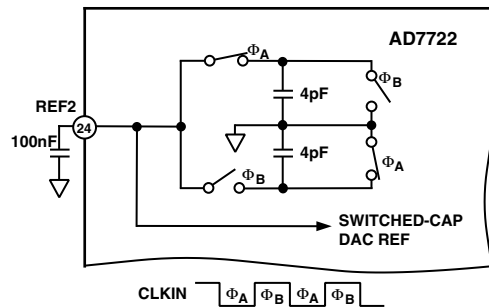 AD7722
ΦA
ΦB
4pF
REF2
24
100nF
4pF
ΦA
ΦB
SWITCHED-CAP
DAC REF
CLKIN ΦA ΦB ΦA ΦB